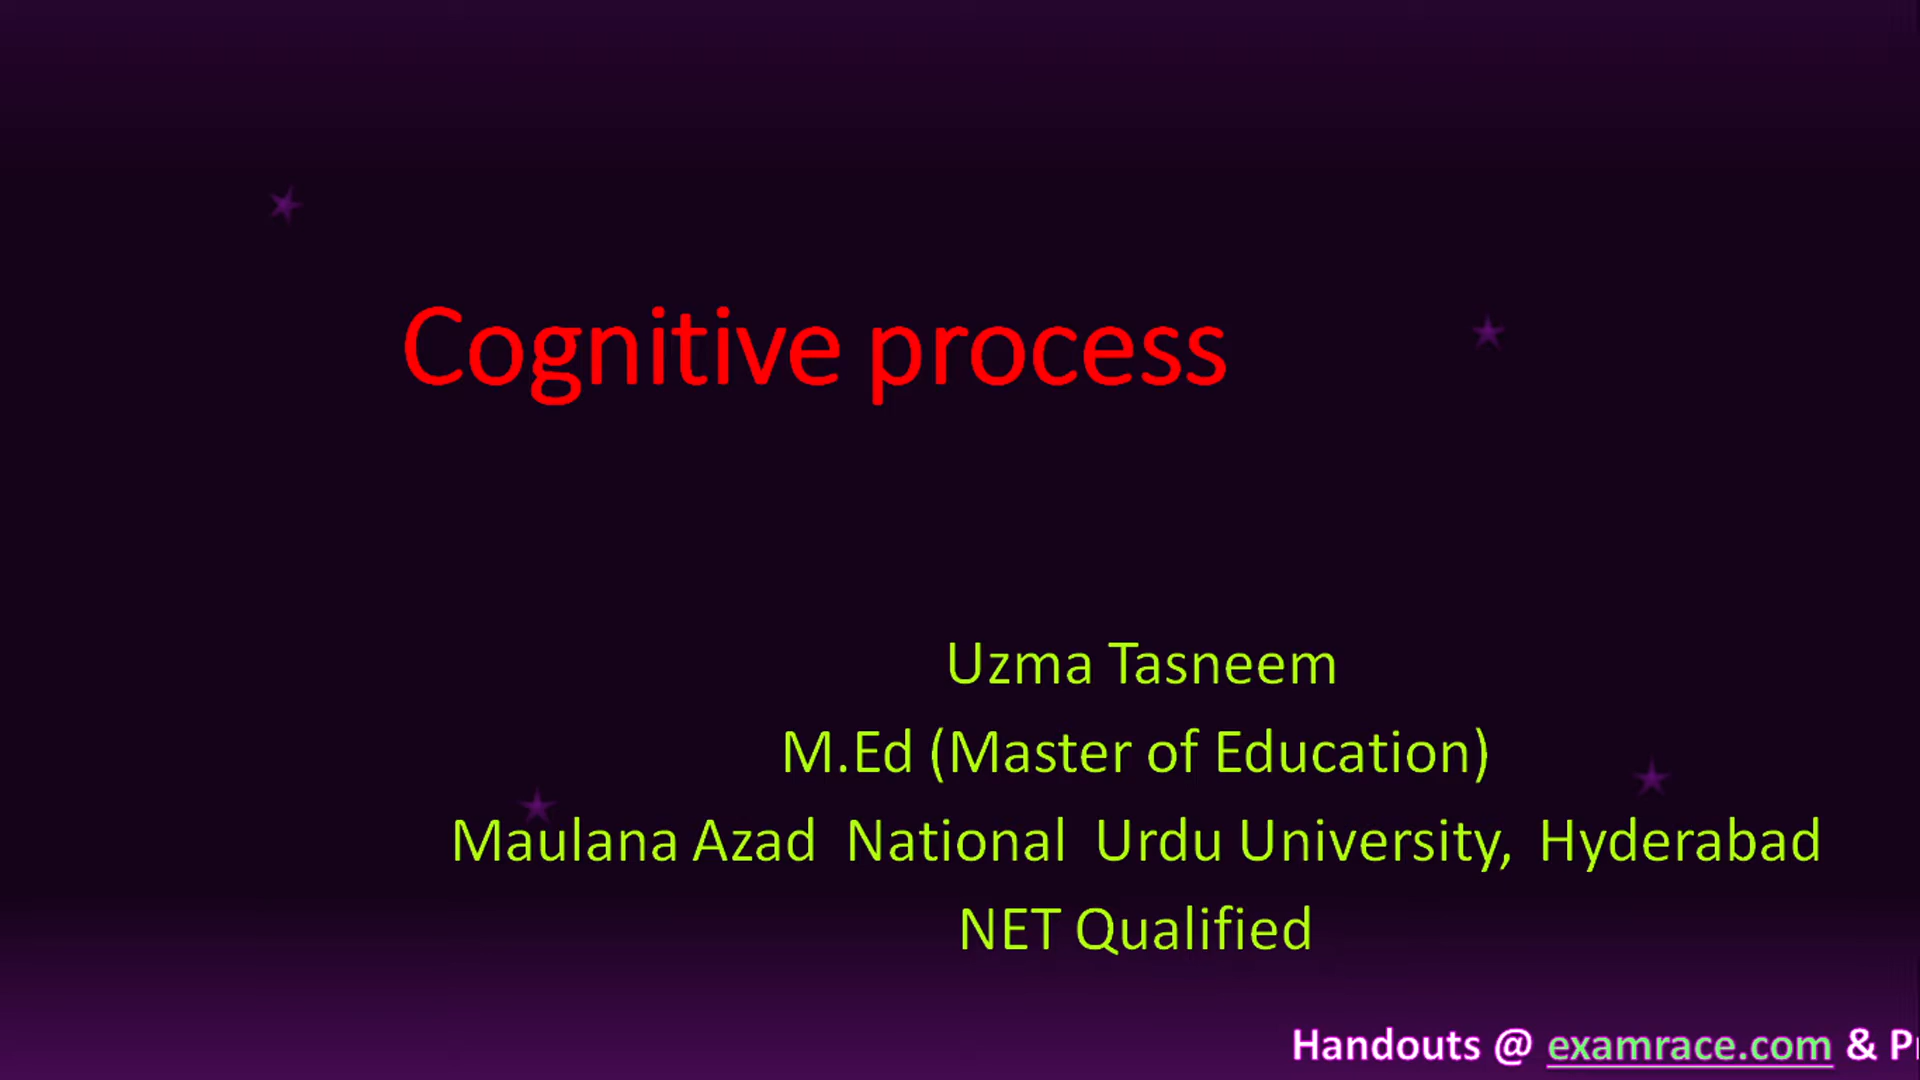 Cognitive process
Uzma Tasneem
M.Ed (Master of Education)
Maulana Azad National Urdu University, Hyderabad
NET Qualified
Handouts @ examrace.com &